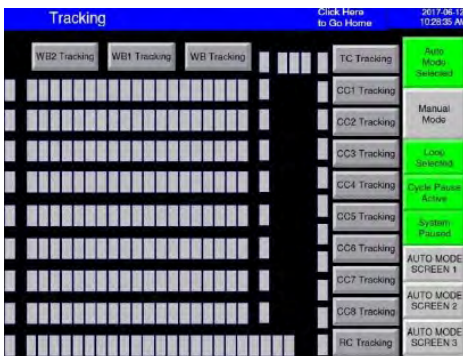 Tracking
Click Here
to Go Home
2017-06-12
10:28:35 AM
WB2 Tracking
WB1 Tracking
WB Tracking
TC Tracking
CC1 Tracking
CC2 Tracking
CC3 Tracking
CC4 Tracking
CC5 Tracking
CC6 Tracking
CC7 Tracking
CC8 Tracking
RC Tracking
Auto
Mode
Selected
Manual
Mode
Loop
Selected
Cycle Pause
Active
System
Paused
AUTO MODE
SCREEN 1
AUTO MODE
SCREEN 2
AUTO MODE
SCREEN 3